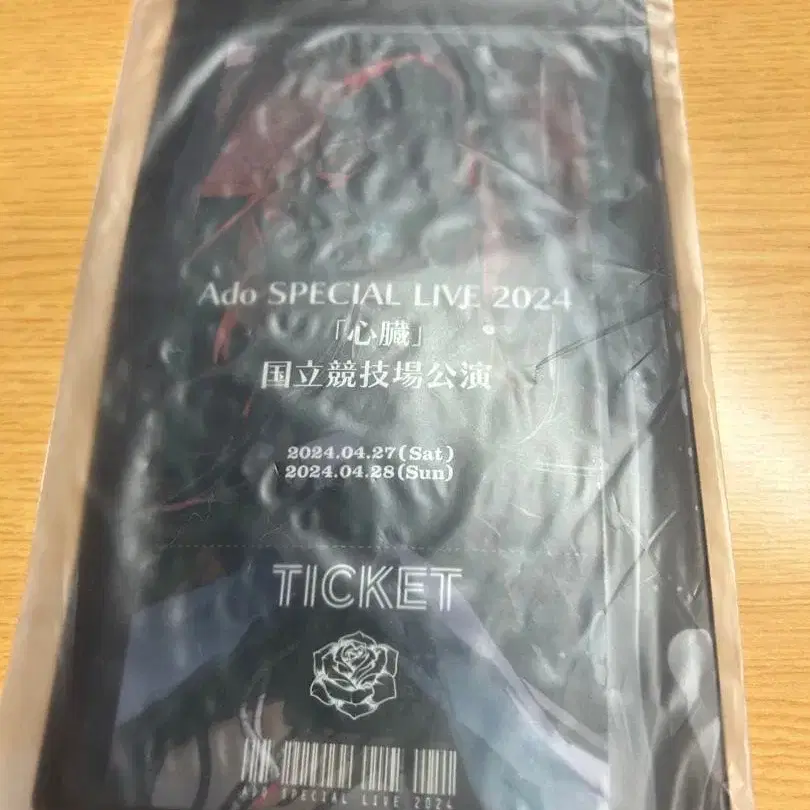 Ado SPECIAL LIVE 2024
「心臓」
国立競技場公演
2024.04.27(Sat)
2024.04.28(Sun)
TICKET
ADO SPECIAL LIVE 2024